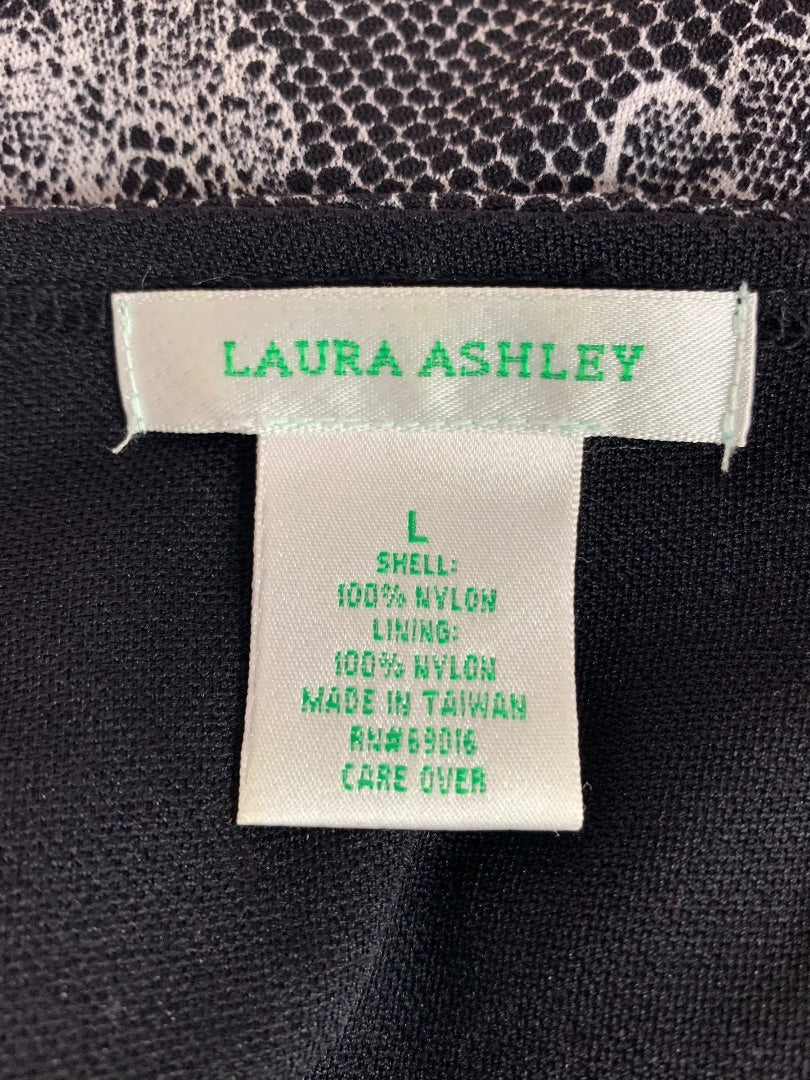 LAURA ASHLEY
L
SHELL:
100% NYLON
LINING:
100% NYLON
MADE IN TAIWAN
RN#69016
CARE OVER